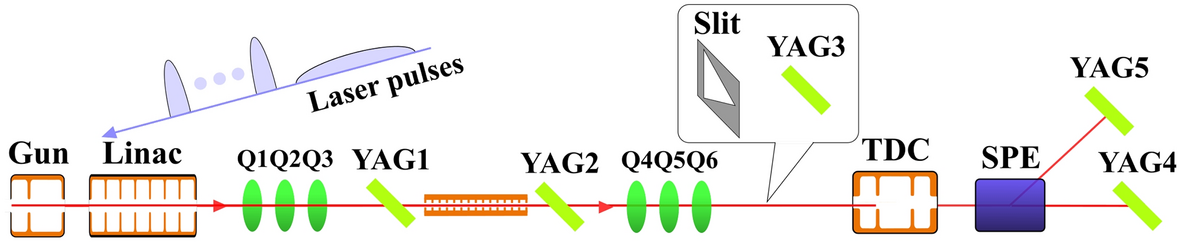 Laser pulses
Slit
YAG3
YAG5
Gun
Linac
Q1Q2Q3
YAG1
YAG2
Q4Q5Q6
TDC
SPE
YAG4